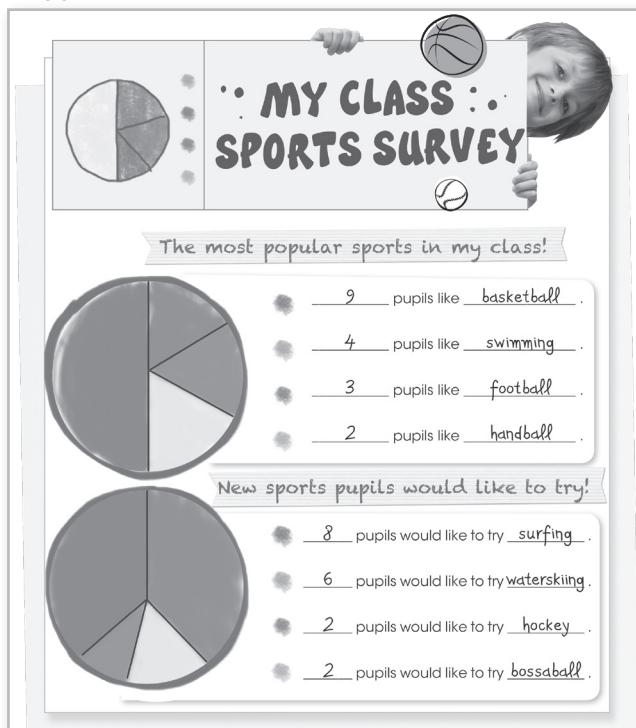 MY CLASS
SPORTS SURVEY
The most popular sports in my class!
9 pupils like basketball.
4 pupils like swimming.
3 pupils like football.
2 pupils like handball.
New sports pupils would like to try!
8 pupils would like to try surfing.
6 pupils would like to try waterskiing.
2 pupils would like to try hockey.
2 pupils would like to try bossaball.